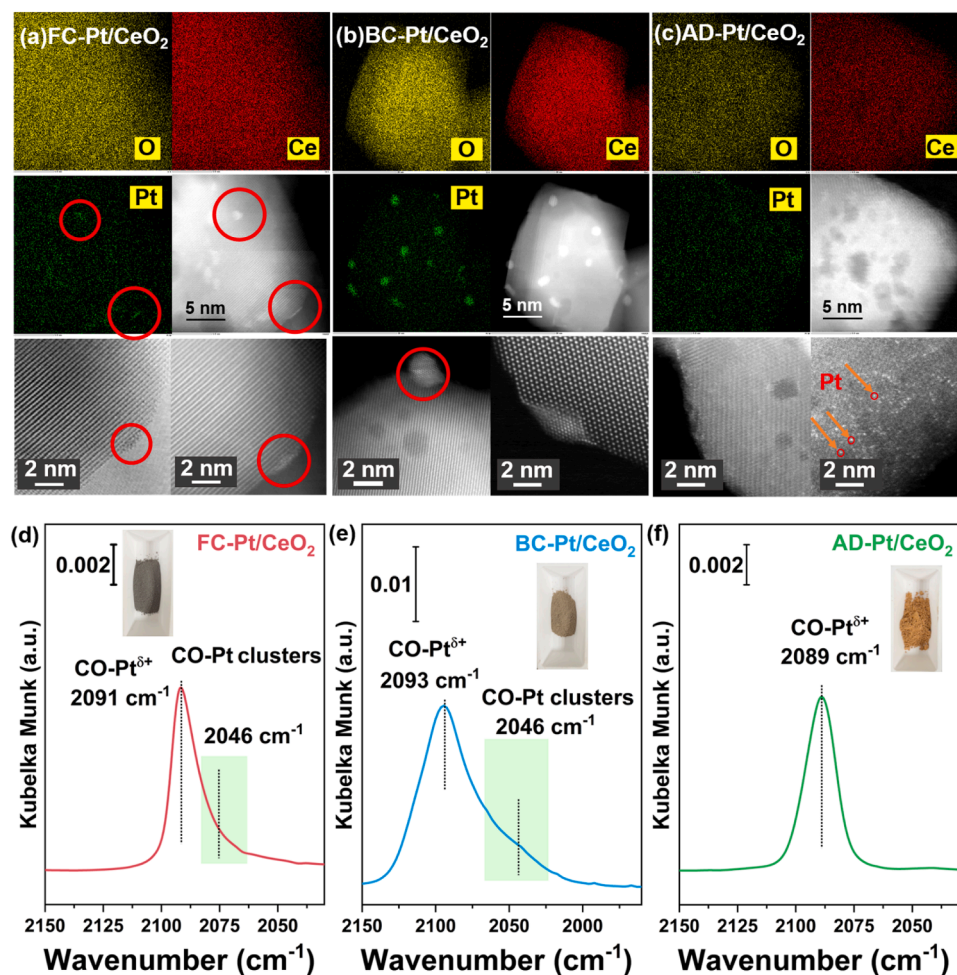 (a)FC-Pt/CeO₂
O
Ce
Pt
5 nm
2 nm
2 nm
(b)BC-Pt/CeO₂
O
Ce
Pt
5 nm
2 nm
2 nm
(c)AD-Pt/CeO₂
O
Ce
Pt
5 nm
Pt
2 nm
2 nm
(d)
FC-Pt/CeO₂
0.002
CO-Ptᵟ⁺
2091 cm⁻¹
CO-Pt clusters
2046 cm⁻¹
Kubelka Munk (a.u.)
2150
2125
2100
2075
2050
Wavenumber (cm⁻¹)
(e)
BC-Pt/CeO₂
0.01
CO-Ptᵟ⁺
2093 cm⁻¹
CO-Pt clusters
2046 cm⁻¹
Kubelka Munk (a.u.)
2150
2100
2050
2000
Wavenumber (cm⁻¹)
(f)
AD-Pt/CeO₂
0.002
CO-Ptᵟ⁺
2089 cm⁻¹
Kubelka Munk (a.u.)
2150
2100
2050
Wavenumber (cm⁻¹)